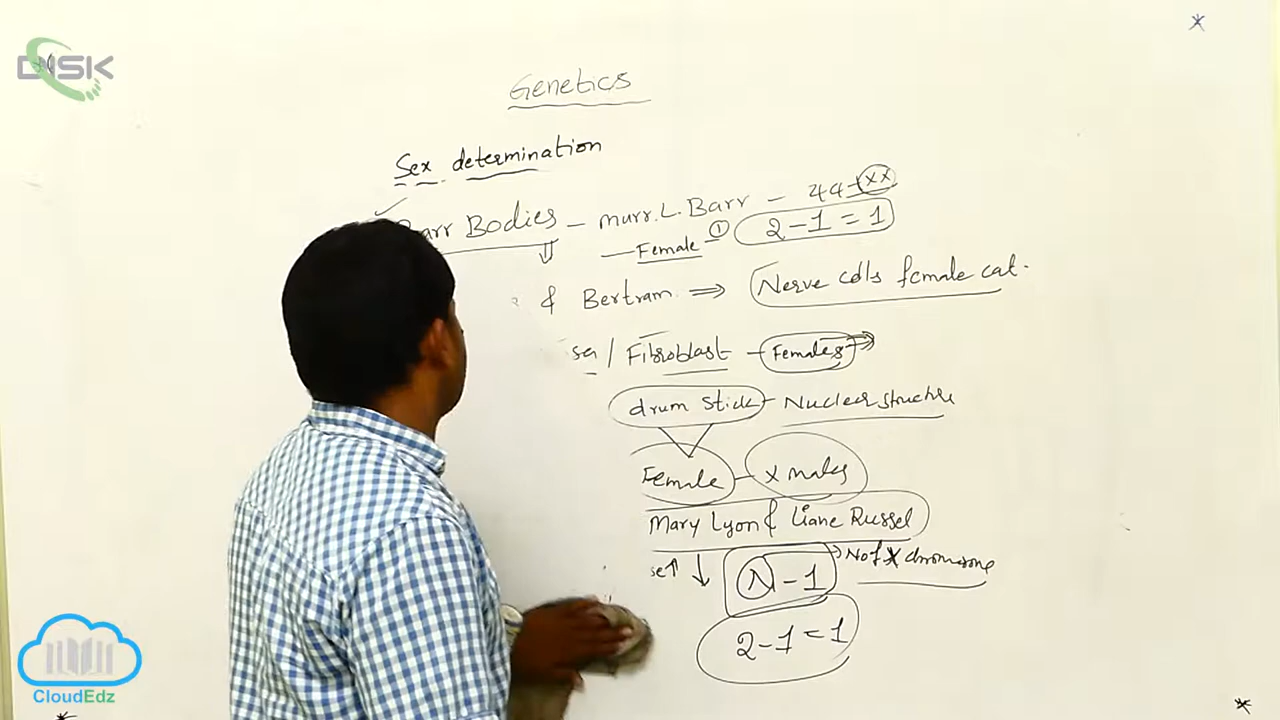 DNSK
Genetics
Sex determination
Barr Bodies - murr.L. Barr - 44+XX
Female - 1 2-1=1
& Bertram ⇒ Nerve cells female cat.
/ Fibroblast - Females ⇒
drum stick - Nuclear structure
Female - x males
Mary Lyon & Liane Russel
↓ N-1 → No of X chromosome
2-1=1
CloudEdz